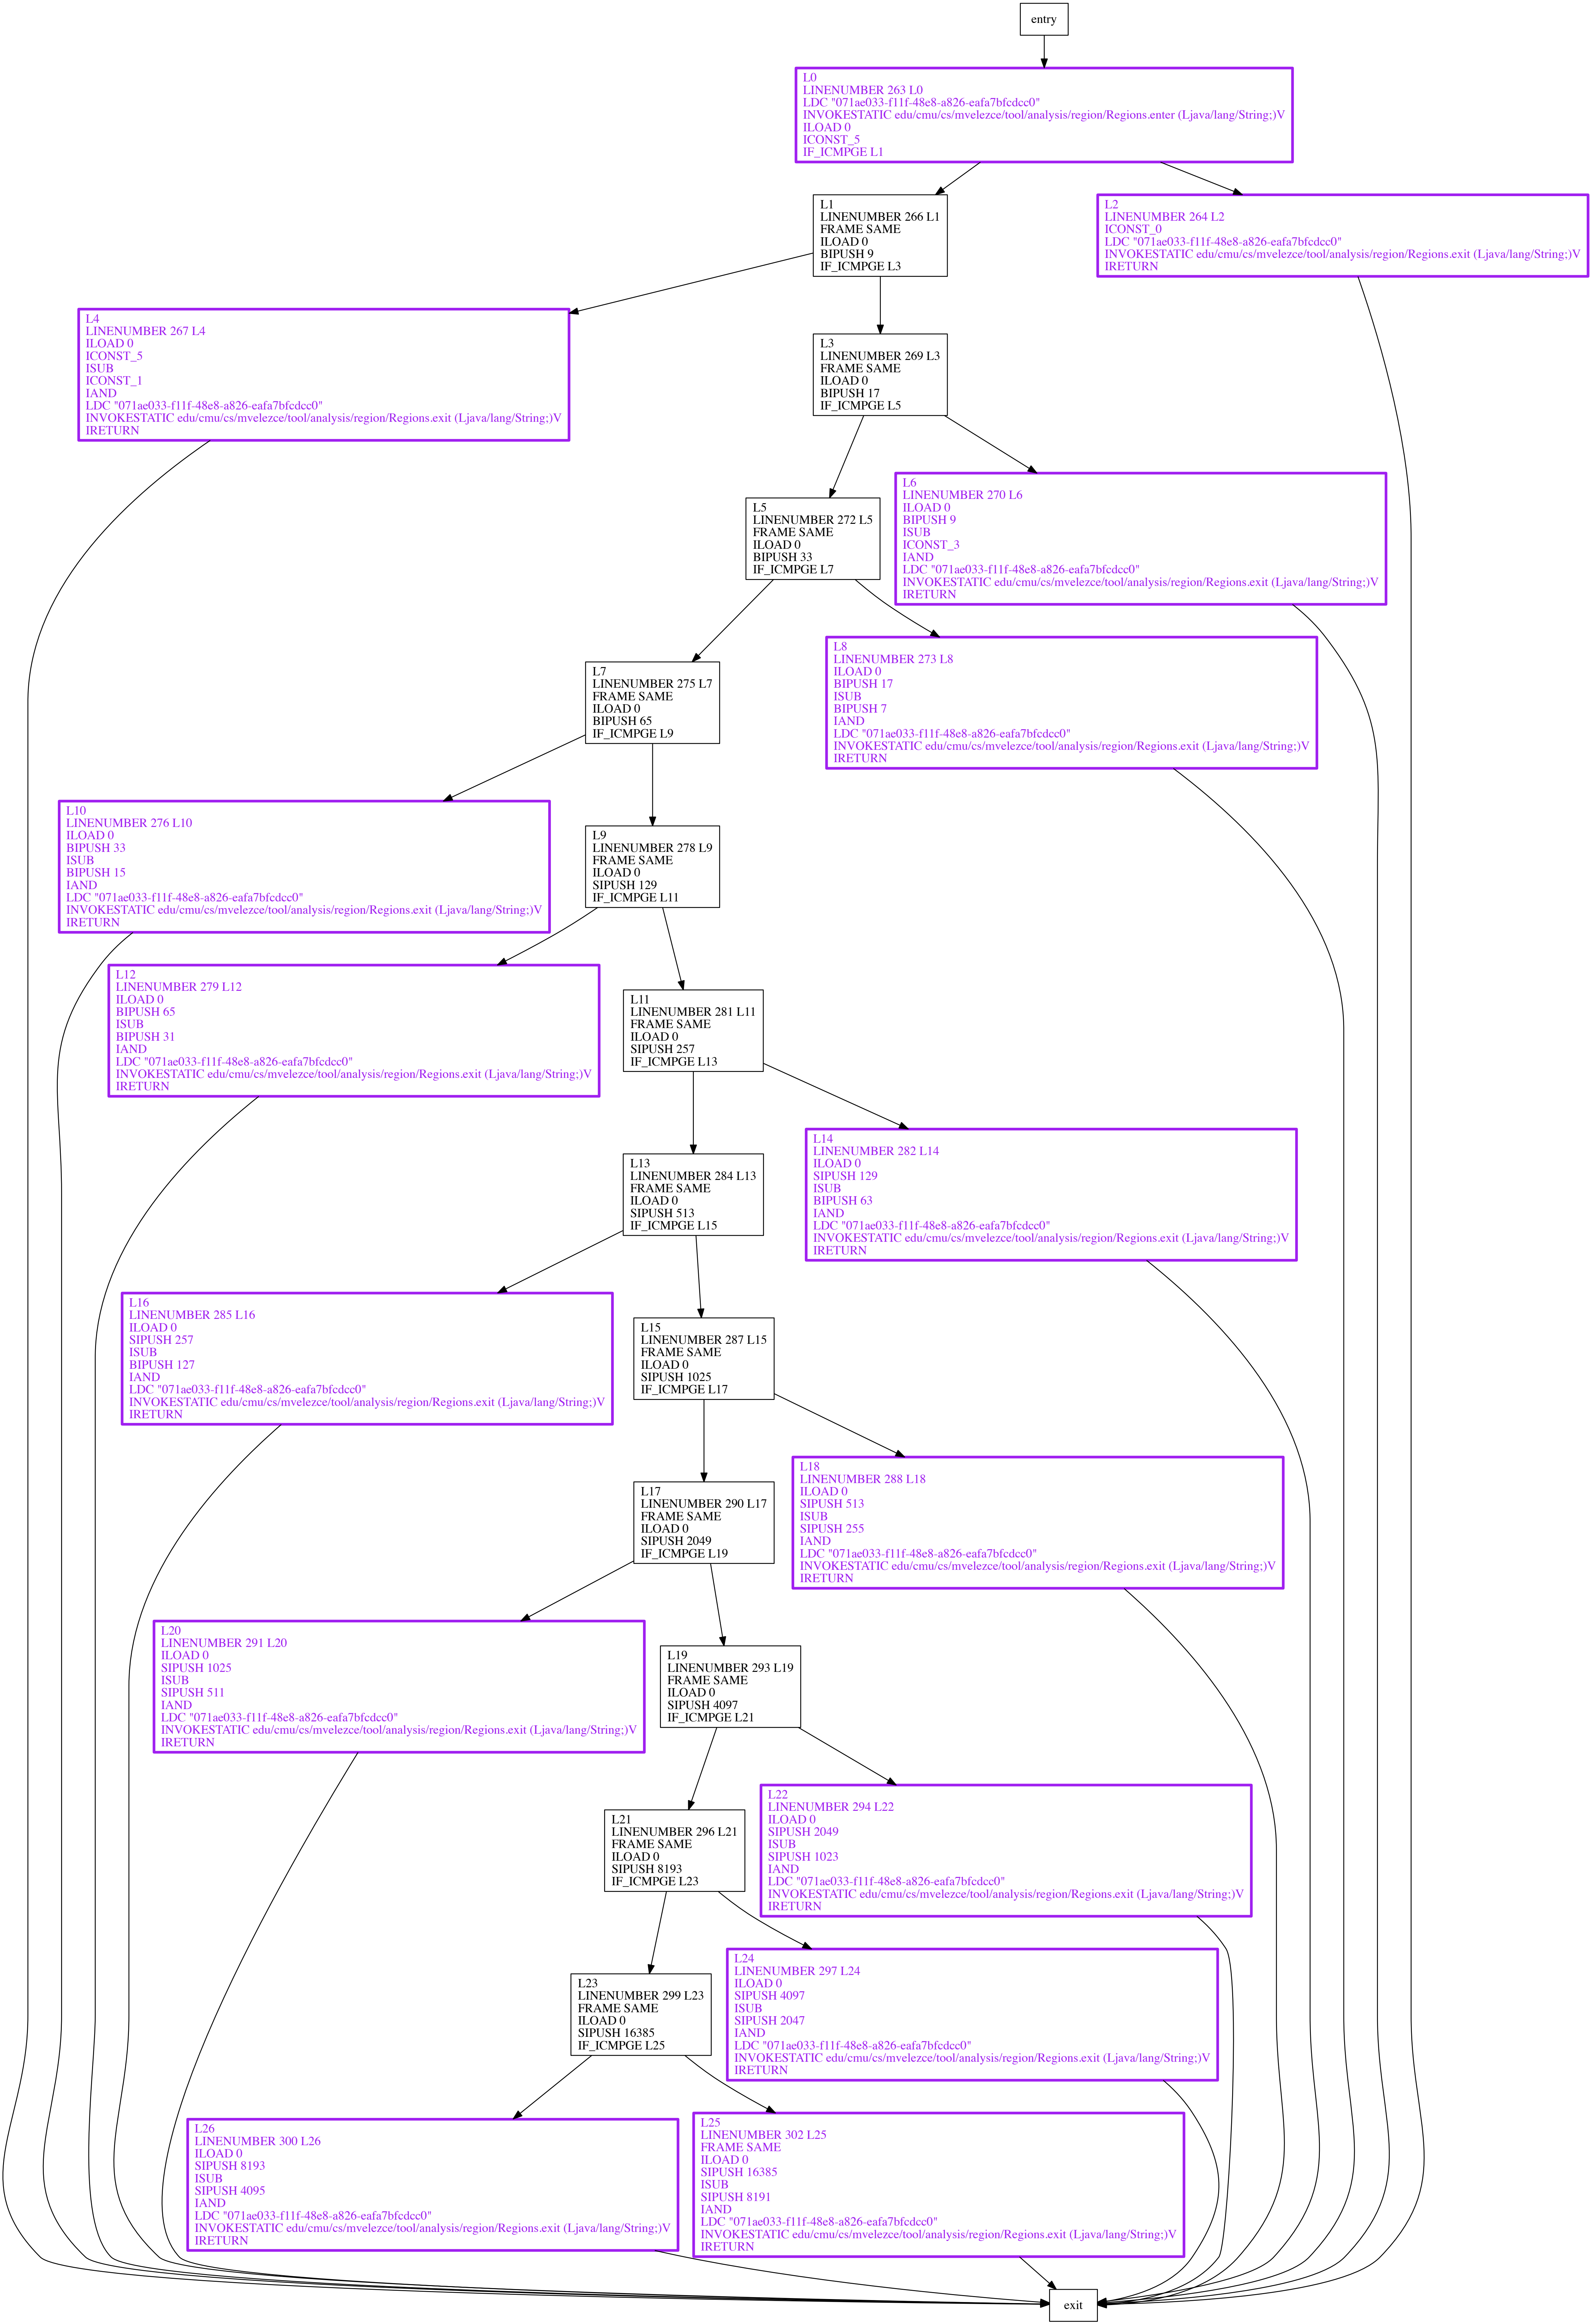 entry
L0
LINENUMBER 263 L0
LDC "071ae033-f11f-48e8-a826-eafa7bfcdcc0"
INVOKESTATIC edu/cmu/cs/mvelezce/tool/analysis/region/Regions.enter (Ljava/lang/String;)V
ILOAD 0
ICONST_5
IF_ICMPGE L1
L1
LINENUMBER 266 L1
FRAME SAME
ILOAD 0
BIPUSH 9
IF_ICMPGE L3
L2
LINENUMBER 264 L2
ICONST_0
LDC "071ae033-f11f-48e8-a826-eafa7bfcdcc0"
INVOKESTATIC edu/cmu/cs/mvelezce/tool/analysis/region/Regions.exit (Ljava/lang/String;)V
IRETURN
L4
LINENUMBER 267 L4
ILOAD 0
ICONST_5
ISUB
ICONST_1
IAND
LDC "071ae033-f11f-48e8-a826-eafa7bfcdcc0"
INVOKESTATIC edu/cmu/cs/mvelezce/tool/analysis/region/Regions.exit (Ljava/lang/String;)V
IRETURN
L3
LINENUMBER 269 L3
FRAME SAME
ILOAD 0
BIPUSH 17
IF_ICMPGE L5
L6
LINENUMBER 270 L6
ILOAD 0
BIPUSH 9
ISUB
ICONST_3
IAND
LDC "071ae033-f11f-48e8-a826-eafa7bfcdcc0"
INVOKESTATIC edu/cmu/cs/mvelezce/tool/analysis/region/Regions.exit (Ljava/lang/String;)V
IRETURN
L5
LINENUMBER 272 L5
FRAME SAME
ILOAD 0
BIPUSH 33
IF_ICMPGE L7
L8
LINENUMBER 273 L8
ILOAD 0
BIPUSH 17
ISUB
BIPUSH 7
IAND
LDC "071ae033-f11f-48e8-a826-eafa7bfcdcc0"
INVOKESTATIC edu/cmu/cs/mvelezce/tool/analysis/region/Regions.exit (Ljava/lang/String;)V
IRETURN
L7
LINENUMBER 275 L7
FRAME SAME
ILOAD 0
BIPUSH 65
IF_ICMPGE L9
L10
LINENUMBER 276 L10
ILOAD 0
BIPUSH 33
ISUB
BIPUSH 15
IAND
LDC "071ae033-f11f-48e8-a826-eafa7bfcdcc0"
INVOKESTATIC edu/cmu/cs/mvelezce/tool/analysis/region/Regions.exit (Ljava/lang/String;)V
IRETURN
L9
LINENUMBER 278 L9
FRAME SAME
ILOAD 0
SIPUSH 129
IF_ICMPGE L11
L12
LINENUMBER 279 L12
ILOAD 0
BIPUSH 65
ISUB
BIPUSH 31
IAND
LDC "071ae033-f11f-48e8-a826-eafa7bfcdcc0"
INVOKESTATIC edu/cmu/cs/mvelezce/tool/analysis/region/Regions.exit (Ljava/lang/String;)V
IRETURN
L11
LINENUMBER 281 L11
FRAME SAME
ILOAD 0
SIPUSH 257
IF_ICMPGE L13
L14
LINENUMBER 282 L14
ILOAD 0
SIPUSH 129
ISUB
BIPUSH 63
IAND
LDC "071ae033-f11f-48e8-a826-eafa7bfcdcc0"
INVOKESTATIC edu/cmu/cs/mvelezce/tool/analysis/region/Regions.exit (Ljava/lang/String;)V
IRETURN
L13
LINENUMBER 284 L13
FRAME SAME
ILOAD 0
SIPUSH 513
IF_ICMPGE L15
L16
LINENUMBER 285 L16
ILOAD 0
SIPUSH 257
ISUB
BIPUSH 127
IAND
LDC "071ae033-f11f-48e8-a826-eafa7bfcdcc0"
INVOKESTATIC edu/cmu/cs/mvelezce/tool/analysis/region/Regions.exit (Ljava/lang/String;)V
IRETURN
L15
LINENUMBER 287 L15
FRAME SAME
ILOAD 0
SIPUSH 1025
IF_ICMPGE L17
L18
LINENUMBER 288 L18
ILOAD 0
SIPUSH 513
ISUB
SIPUSH 255
IAND
LDC "071ae033-f11f-48e8-a826-eafa7bfcdcc0"
INVOKESTATIC edu/cmu/cs/mvelezce/tool/analysis/region/Regions.exit (Ljava/lang/String;)V
IRETURN
L17
LINENUMBER 290 L17
FRAME SAME
ILOAD 0
SIPUSH 2049
IF_ICMPGE L19
L20
LINENUMBER 291 L20
ILOAD 0
SIPUSH 1025
ISUB
SIPUSH 511
IAND
LDC "071ae033-f11f-48e8-a826-eafa7bfcdcc0"
INVOKESTATIC edu/cmu/cs/mvelezce/tool/analysis/region/Regions.exit (Ljava/lang/String;)V
IRETURN
L19
LINENUMBER 293 L19
FRAME SAME
ILOAD 0
SIPUSH 4097
IF_ICMPGE L21
L22
LINENUMBER 294 L22
ILOAD 0
SIPUSH 2049
ISUB
SIPUSH 1023
IAND
LDC "071ae033-f11f-48e8-a826-eafa7bfcdcc0"
INVOKESTATIC edu/cmu/cs/mvelezce/tool/analysis/region/Regions.exit (Ljava/lang/String;)V
IRETURN
L21
LINENUMBER 296 L21
FRAME SAME
ILOAD 0
SIPUSH 8193
IF_ICMPGE L23
L24
LINENUMBER 297 L24
ILOAD 0
SIPUSH 4097
ISUB
SIPUSH 2047
IAND
LDC "071ae033-f11f-48e8-a826-eafa7bfcdcc0"
INVOKESTATIC edu/cmu/cs/mvelezce/tool/analysis/region/Regions.exit (Ljava/lang/String;)V
IRETURN
L23
LINENUMBER 299 L23
FRAME SAME
ILOAD 0
SIPUSH 16385
IF_ICMPGE L25
L26
LINENUMBER 300 L26
ILOAD 0
SIPUSH 8193
ISUB
SIPUSH 4095
IAND
LDC "071ae033-f11f-48e8-a826-eafa7bfcdcc0"
INVOKESTATIC edu/cmu/cs/mvelezce/tool/analysis/region/Regions.exit (Ljava/lang/String;)V
IRETURN
L25
LINENUMBER 302 L25
FRAME SAME
ILOAD 0
SIPUSH 16385
ISUB
SIPUSH 8191
IAND
LDC "071ae033-f11f-48e8-a826-eafa7bfcdcc0"
INVOKESTATIC edu/cmu/cs/mvelezce/tool/analysis/region/Regions.exit (Ljava/lang/String;)V
IRETURN
exit